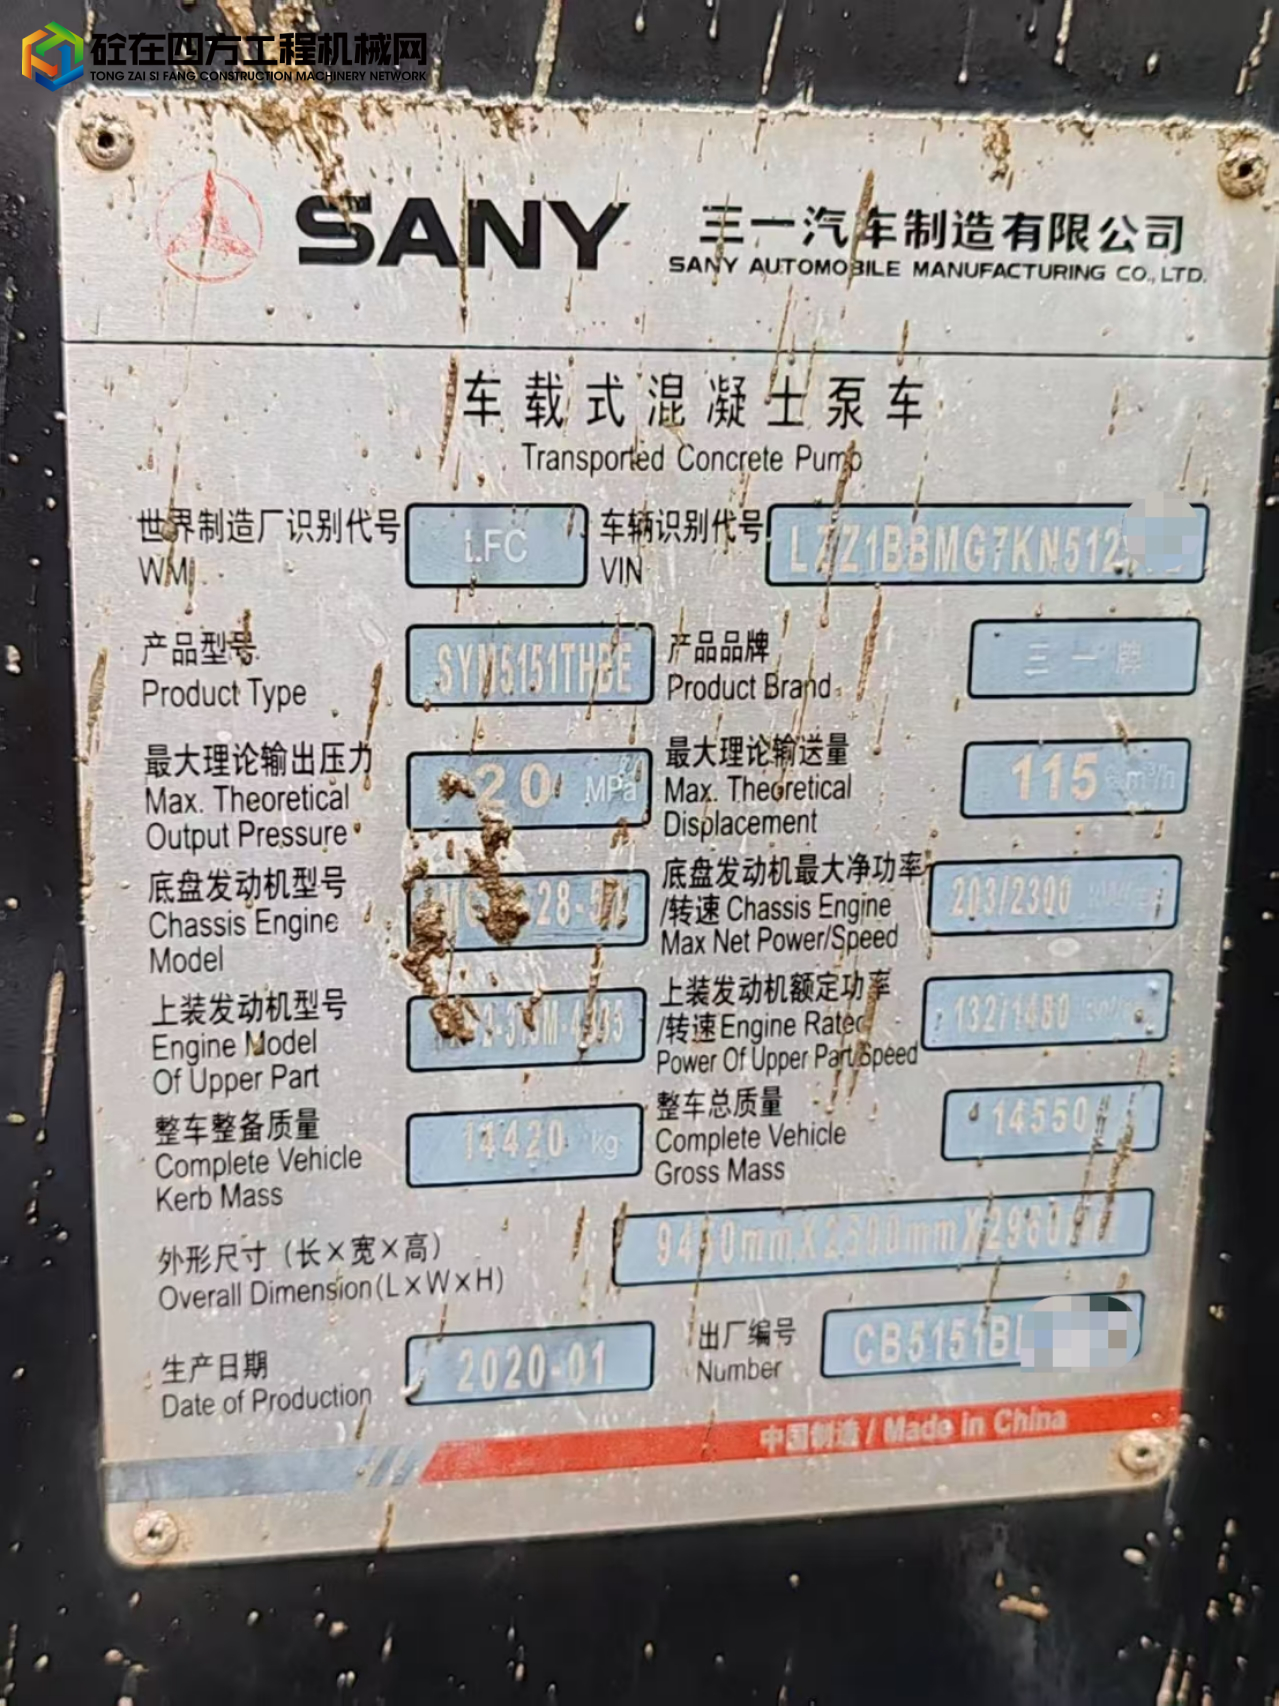 砼在四方工程机械网
TONG ZAI SI FANG CONSTRUCTION MACHINERY NETWORK
SANY 三一汽车制造有限公司
SANY AUTOMOBILE MANUFACTURING CO., LTD.
车载式混凝土泵车
Transported Concrete Pump
世界制造厂识别代号 LFC 车辆识别代号 LZZ1BBMG7KN512
WMI VIN
产品型号 SYM5151THBE 产品品牌 三一牌
Product Type Product Brand
最大理论输出压力 20 MPa 最大理论输送量 115 m³/h
Max. Theoretical Max. Theoretical
Output Pressure Displacement
底盘发动机型号 底盘发动机最大净功率 203/2300
Chassis Engine /转速 Chassis Engine
Model Max Net Power/Speed
上装发动机型号 上装发动机额定功率 132/1480
Engine Model /转速 Engine Rated
Of Upper Part Power Of Upper Part/Speed
整车整备质量 14420 kg 整车总质量 14550
Complete Vehicle Complete Vehicle
Kerb Mass Gross Mass
外形尺寸（长×宽×高）
Overall Dimension(L×W×H)
生产日期 2020-01 出厂编号 CB5151B
Date of Production Number
中国制造 / Made in China